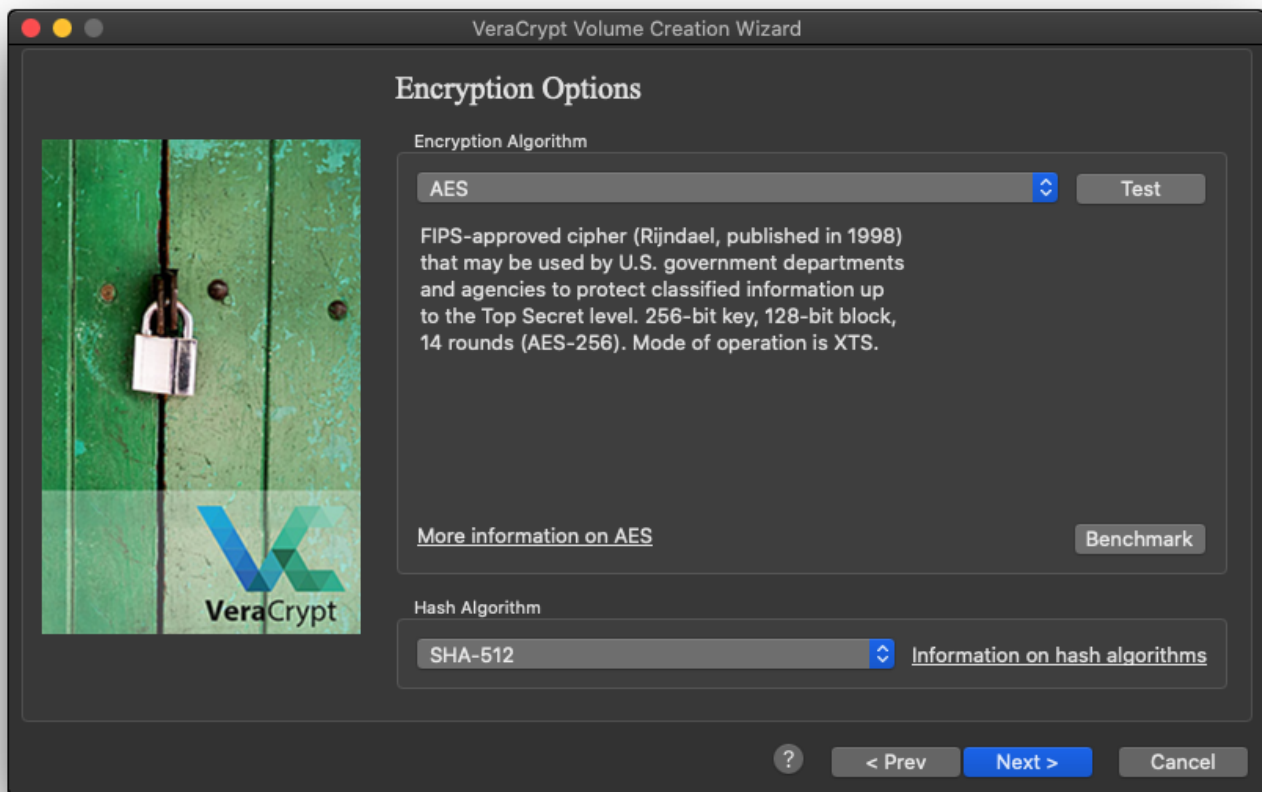 VeraCrypt Volume Creation Wizard
Encryption Options
Encryption Algorithm
AES
Test
FIPS-approved cipher (Rijndael, published in 1998)
that may be used by U.S. government departments
and agencies to protect classified information up
to the Top Secret level. 256-bit key, 128-bit block,
14 rounds (AES-256). Mode of operation is XTS.
More information on AES
Benchmark
VeraCrypt
Hash Algorithm
SHA-512
Information on hash algorithms
?
< Prev
Next >
Cancel